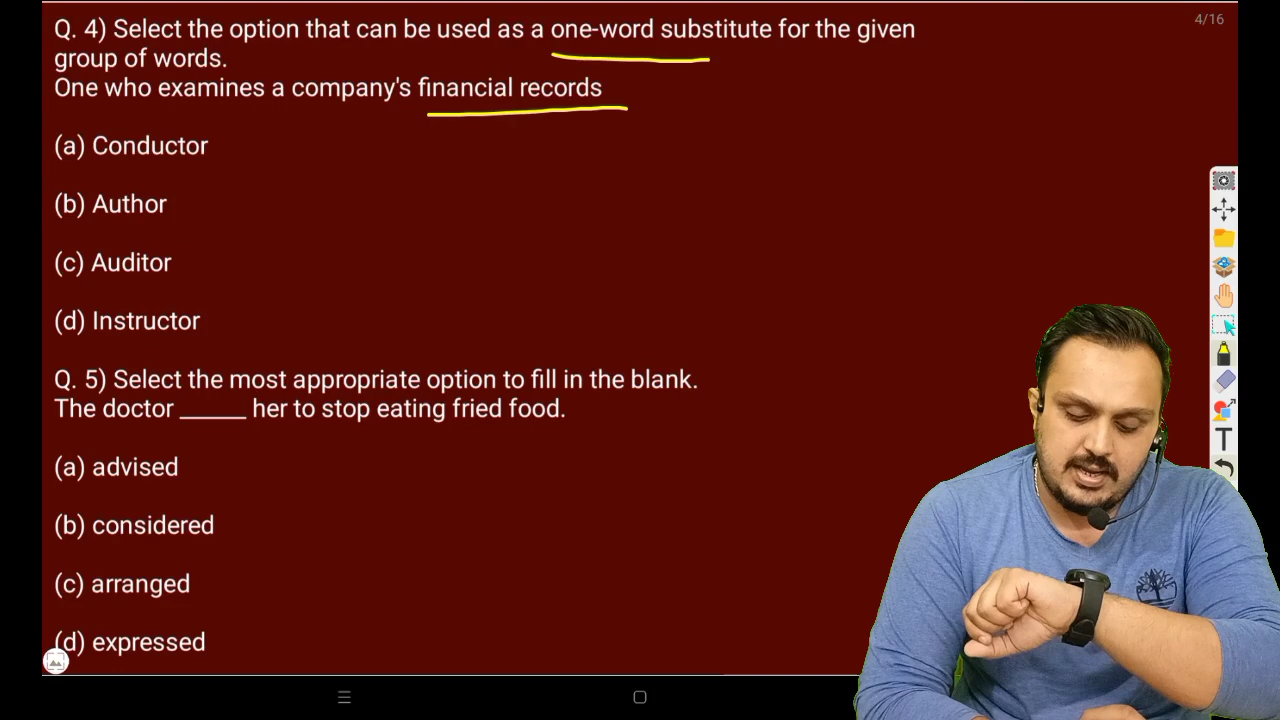 4/16
Q. 4) Select the option that can be used as a one-word substitute for the given
group of words.
One who examines a company's financial records
(a) Conductor
(b) Author
(c) Auditor
(d) Instructor
Q. 5) Select the most appropriate option to fill in the blank.
The doctor ______ her to stop eating fried food.
(a) advised
(b) considered
(c) arranged
(d) expressed
T